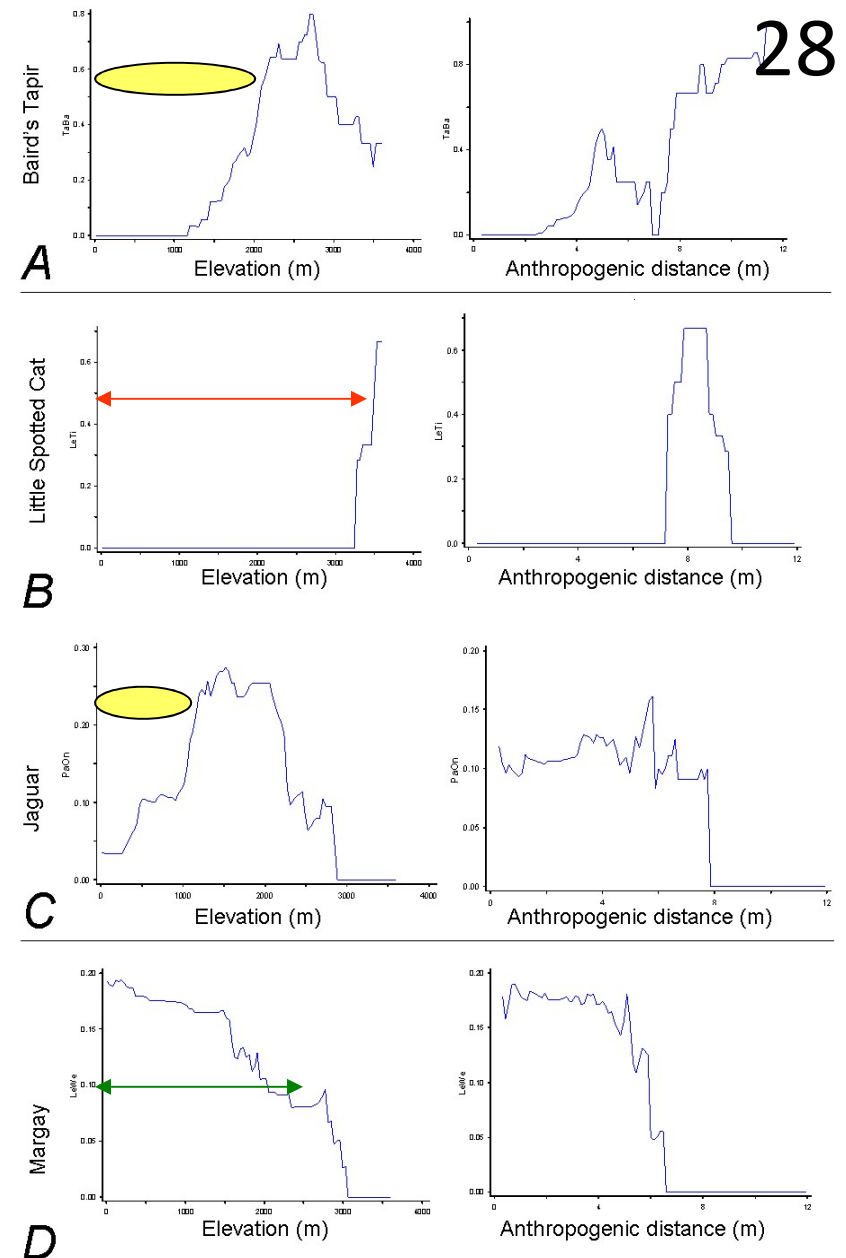 28
Baird's Tapir
TaBa
0.8
0.6
0.4
0.2
0.0
0 1000 2000 3000 4000
Elevation (m)
TaBa
0.8
0.4
0.0
0 4 8 12
Anthropogenic distance (m)
A
Little Spotted Cat
LeTi
0.6
0.4
0.2
0.0
0 1000 2000 3000 4000
Elevation (m)
LeTi
0.6
0.4
0.2
0.0
0 4 8 12
Anthropogenic distance (m)
B
Jaguar
PaOn
0.30
0.20
0.10
0.00
0 1000 2000 3000 4000
Elevation (m)
PaOn
0.20
0.15
0.10
0.05
0.00
0 4 8 12
Anthropogenic distance (m)
C
Margay
LeWe
0.20
0.15
0.10
0.05
0.00
0 1000 2000 3000 4000
Elevation (m)
LeWe
0.20
0.15
0.10
0.05
0.00
0 4 8 12
Anthropogenic distance (m)
D